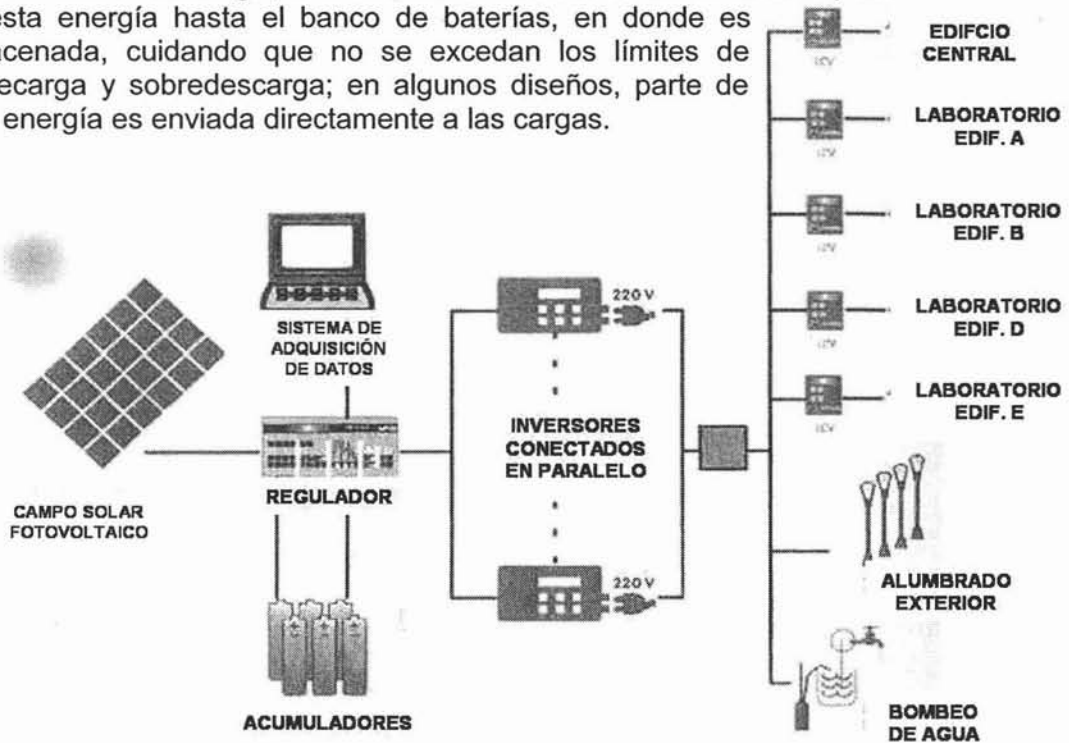 esta energía hasta el banco de baterías, en donde es
acenada, cuidando que no se excedan los límites de
ecarga y sobredescarga; en algunos diseños, parte de
energía es enviada directamente a las cargas.
EDIFCIO
CENTRAL
LABORATORIO
EDIF. A
LABORATORIO
EDIF. B
LABORATORIO
EDIF. D
LABORATORIO
EDIF. E
SISTEMA DE
ADQUISICIÓN
DE DATOS
220 V
INVERSORES
CONECTADOS
EN PARALELO
REGULADOR
CAMPO SOLAR
FOTOVOLTAICO
220 V
ALUMBRADO
EXTERIOR
ACUMULADORES
BOMBEO
DE AGUA